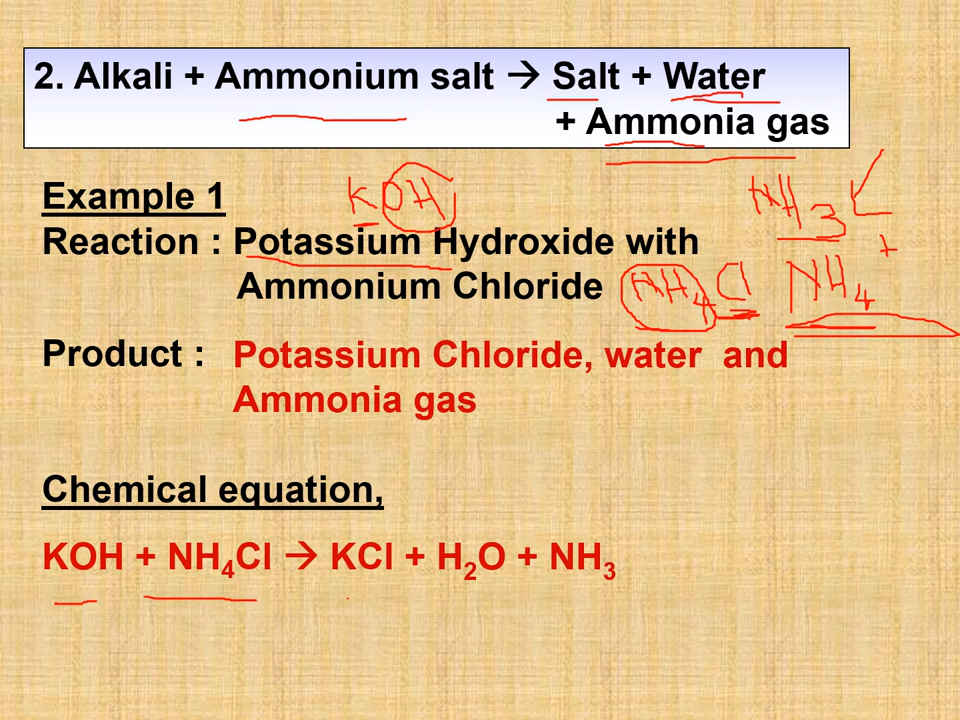 2. Alkali + Ammonium salt → Salt + Water
+ Ammonia gas
Example 1
KOH
NH3
Reaction : Potassium Hydroxide with
Ammonium Chloride
NH4Cl
NH4+
Product : Potassium Chloride, water and
Ammonia gas
Chemical equation,
KOH + NH₄Cl → KCl + H₂O + NH₃